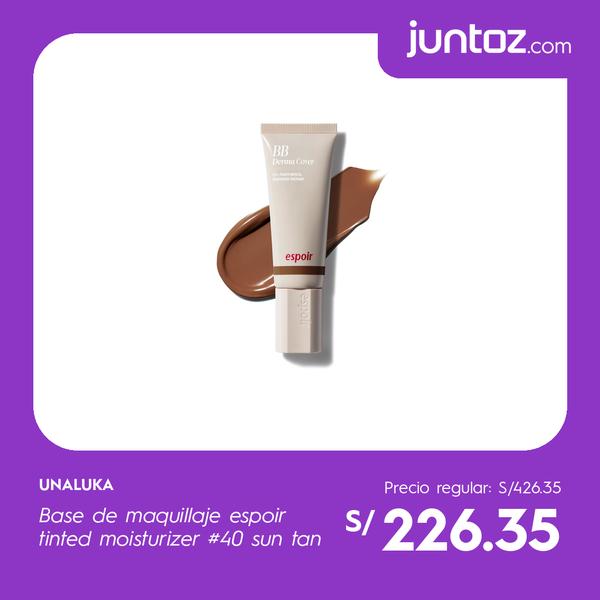 juntoz.com
BB
Derma Cover
espoir
espoir
UNALUKA
Base de maquillaje espoir
tinted moisturizer #40 sun tan
Precio regular: S/426.35
S/ 226.35